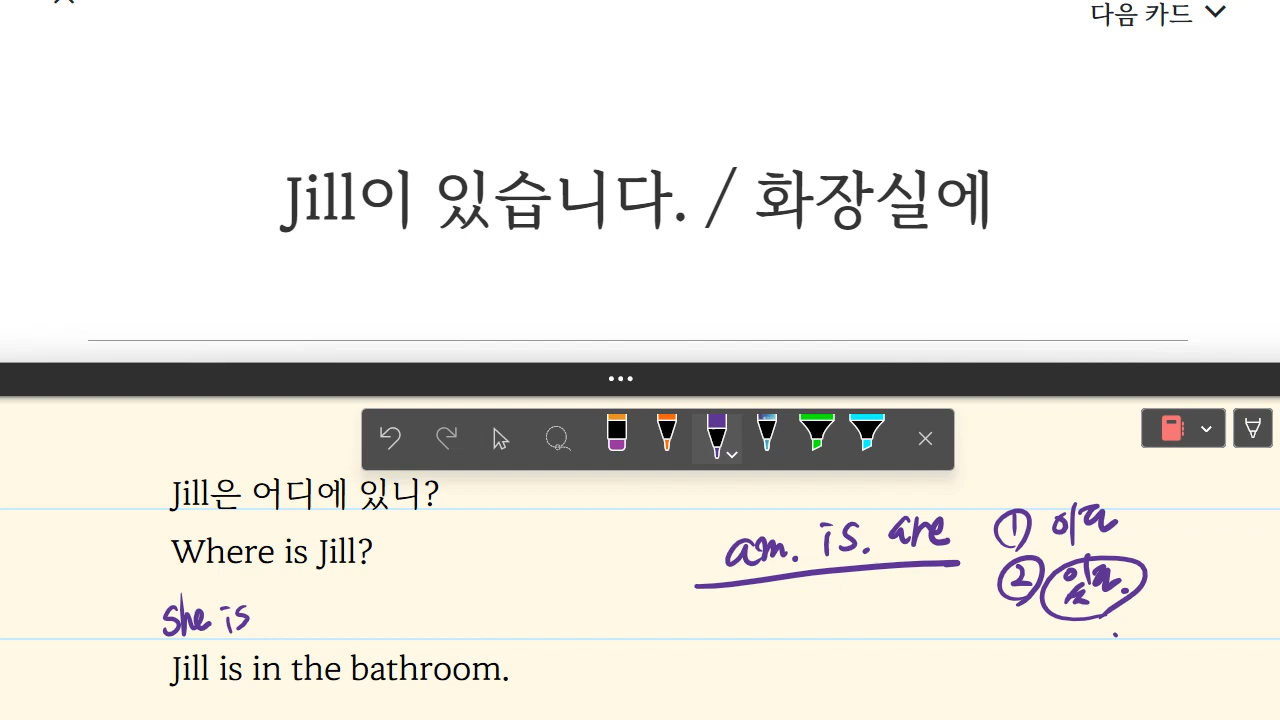 다음 카드
Jill이 있습니다. / 화장실에
Jill은 어디에 있니?
Where is Jill?
am. is. are
① 이다
② 있다.
she is
Jill is in the bathroom.